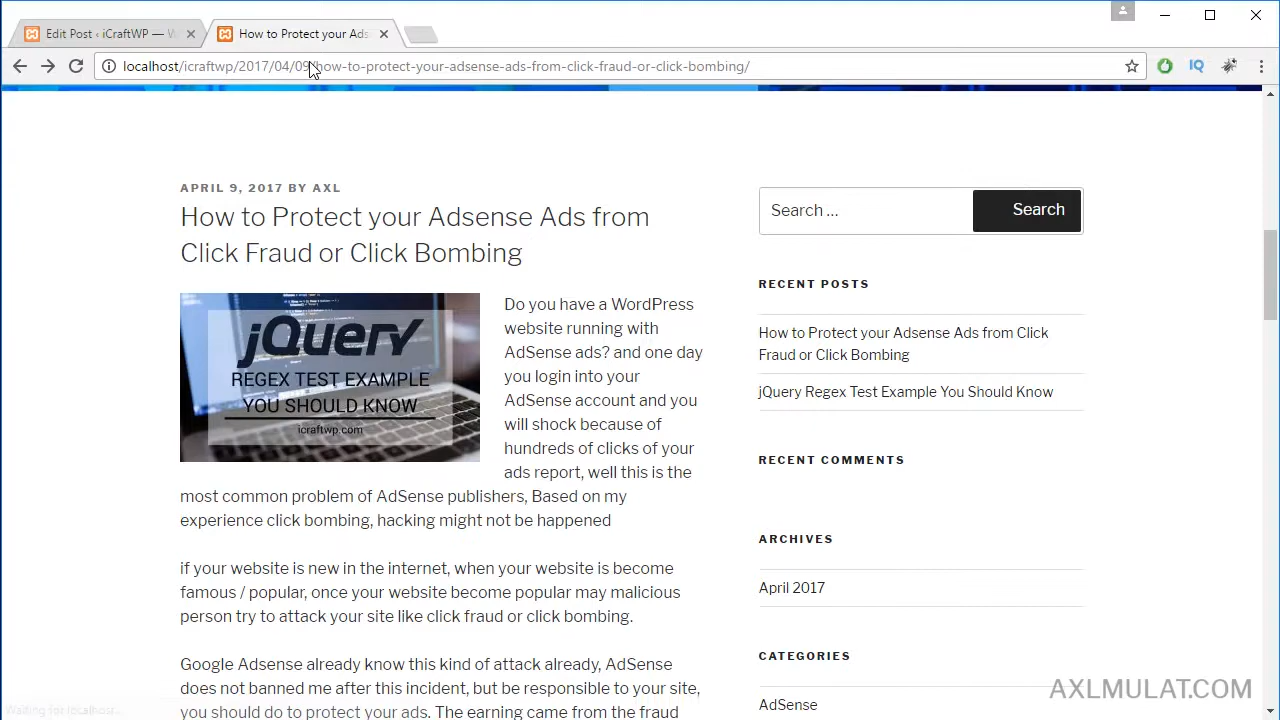 Edit Post ‹ iCraftWP — W
How to Protect your Ads
localhost/icraftwp/2017/04/09/how-to-protect-your-adsense-ads-from-click-fraud-or-click-bombing/
IQ
APRIL 9, 2017 BY AXL
How to Protect your Adsense Ads from
Click Fraud or Click Bombing
jQuery
REGEX TEST EXAMPLE
YOU SHOULD KNOW
icraftwp.com
Do you have a WordPress
website running with
AdSense ads? and one day
you login into your
AdSense account and you
will shock because of
hundreds of clicks of your
ads report, well this is the
most common problem of AdSense publishers, Based on my
experience click bombing, hacking might not be happened
if your website is new in the internet, when your website is become
famous / popular, once your website become popular may malicious
person try to attack your site like click fraud or click bombing.
Google Adsense already know this kind of attack already, AdSense
does not banned me after this incident, but be responsible to your site,
you should do to protect your ads. The earning came from the fraud
Search …
Search
RECENT POSTS
How to Protect your Adsense Ads from Click
Fraud or Click Bombing
jQuery Regex Test Example You Should Know
RECENT COMMENTS
ARCHIVES
April 2017
CATEGORIES
AdSense
Waiting for localhost...
AXLMULAT.COM